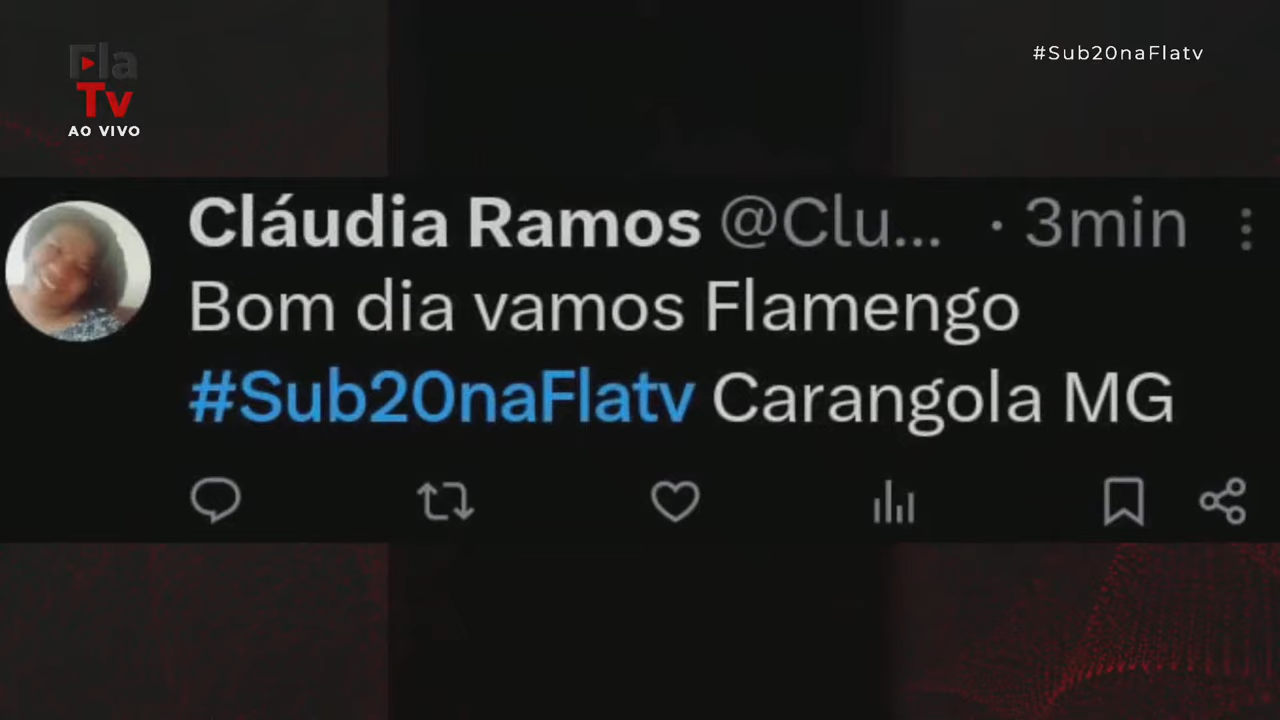 Fla
Tv
AO VIVO
#Sub20naFlatv
Cláudia Ramos @Clu... · 3min
Bom dia vamos Flamengo
#Sub20naFlatv Carangola MG